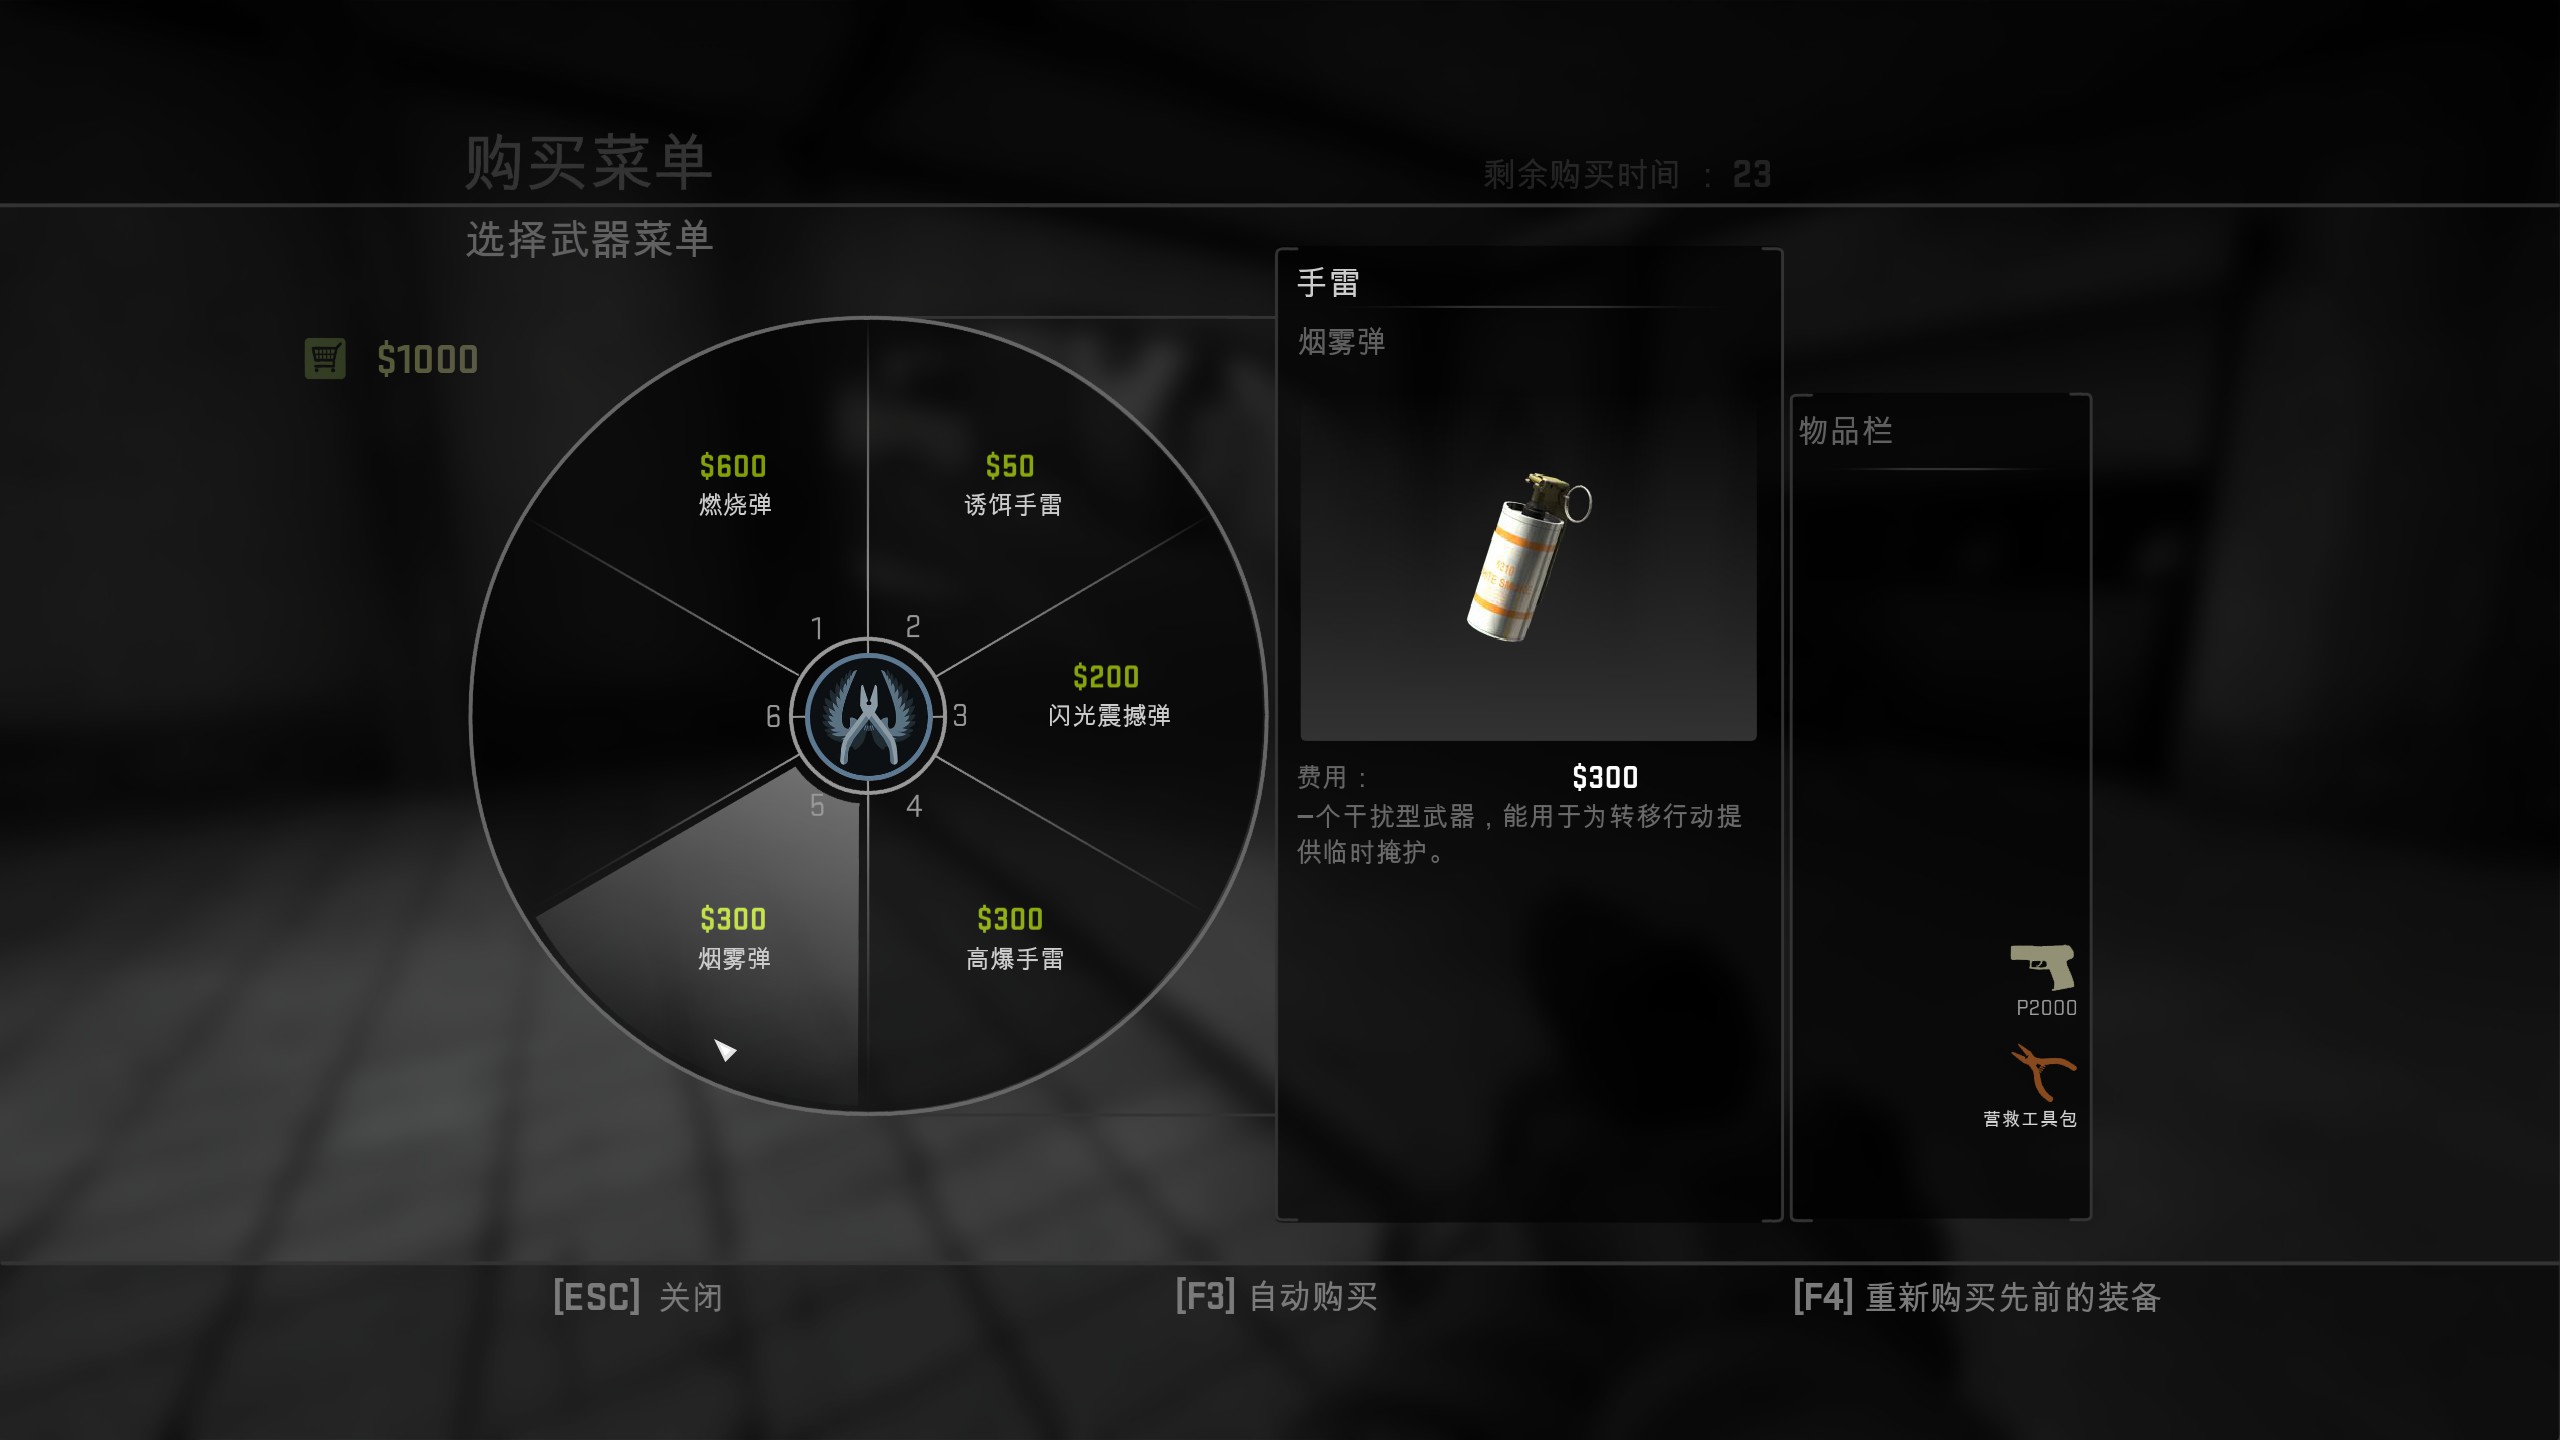 购买菜单
剩余购买时间 : 23
选择武器菜单
$1000
$600
燃烧弹
$50
诱饵手雷
$200
闪光震撼弹
$300
高爆手雷
$300
烟雾弹
1
2
3
4
5
6
手雷
烟雾弹
费用： $300
一个干扰型武器，能用于为转移行动提
供临时掩护。
物品栏
P2000
营救工具包
[ESC] 关闭
[F3] 自动购买
[F4] 重新购买先前的装备